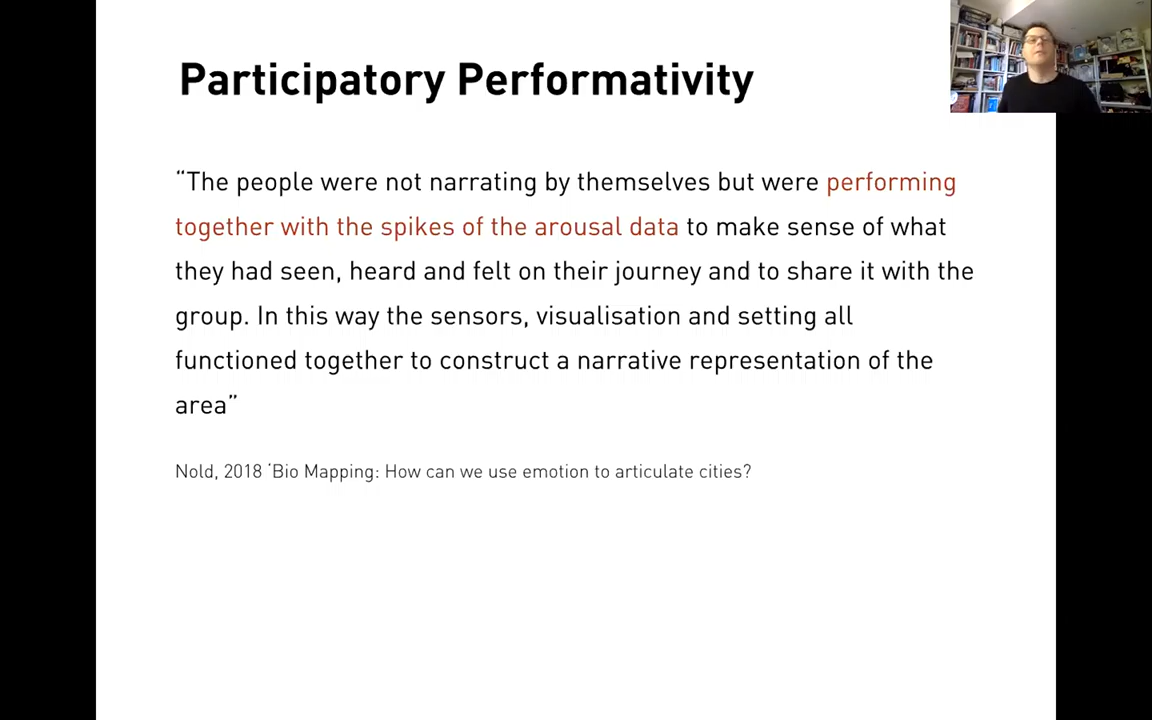 Participatory Performativity
“The people were not narrating by themselves but were performing
together with the spikes of the arousal data to make sense of what
they had seen, heard and felt on their journey and to share it with the
group. In this way the sensors, visualisation and setting all
functioned together to construct a narrative representation of the
area”
Nold, 2018 ‘Bio Mapping: How can we use emotion to articulate cities?